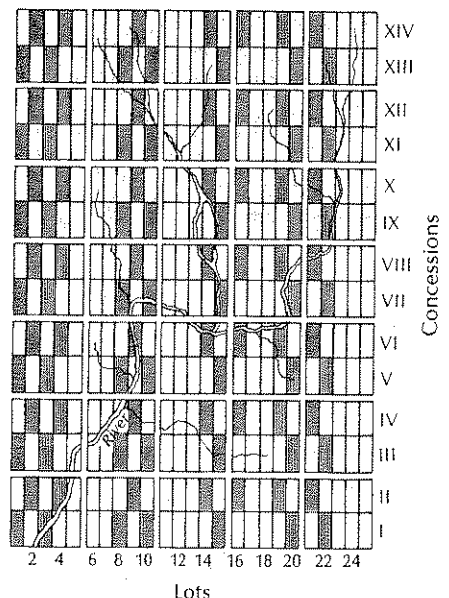 XIV
XIII
XII
XI
X
IX
VIII
VII
VI
V
IV
III
II
I
Concessions
River
2 4 6 8 10 12 14 16 18 20 22 24
Lots